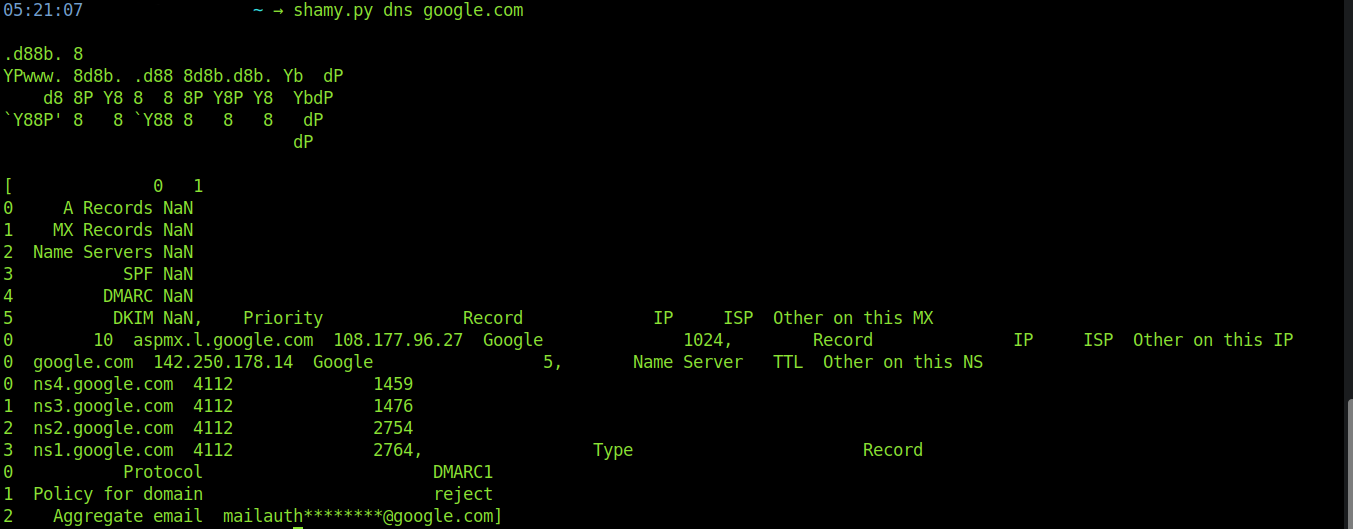 05:21:07                 ~ → shamy.py dns google.com

.d88b. 8
YPwww. 8d8b. .d88 8d8b.d8b. Yb  dP
    d8 8P Y8 8  8 8P Y8P Y8  YbdP
`Y88P' 8   8 `Y88 8   8   8   dP
                             dP

[              0   1
0     A Records NaN
1    MX Records NaN
2  Name Servers NaN
3           SPF NaN
4         DMARC NaN
5          DKIM NaN,    Priority              Record             IP     ISP  Other on this MX
0        10  aspmx.l.google.com  108.177.96.27  Google              1024,        Record              IP     ISP  Other on this IP
0  google.com  142.250.178.14  Google                 5,       Name Server   TTL  Other on this NS
0  ns4.google.com  4112              1459
1  ns3.google.com  4112              1476
2  ns2.google.com  4112              2754
3  ns1.google.com  4112              2764,                 Type                       Record
0           Protocol                       DMARC1
1  Policy for domain                       reject
2    Aggregate email  mailauth********@google.com]